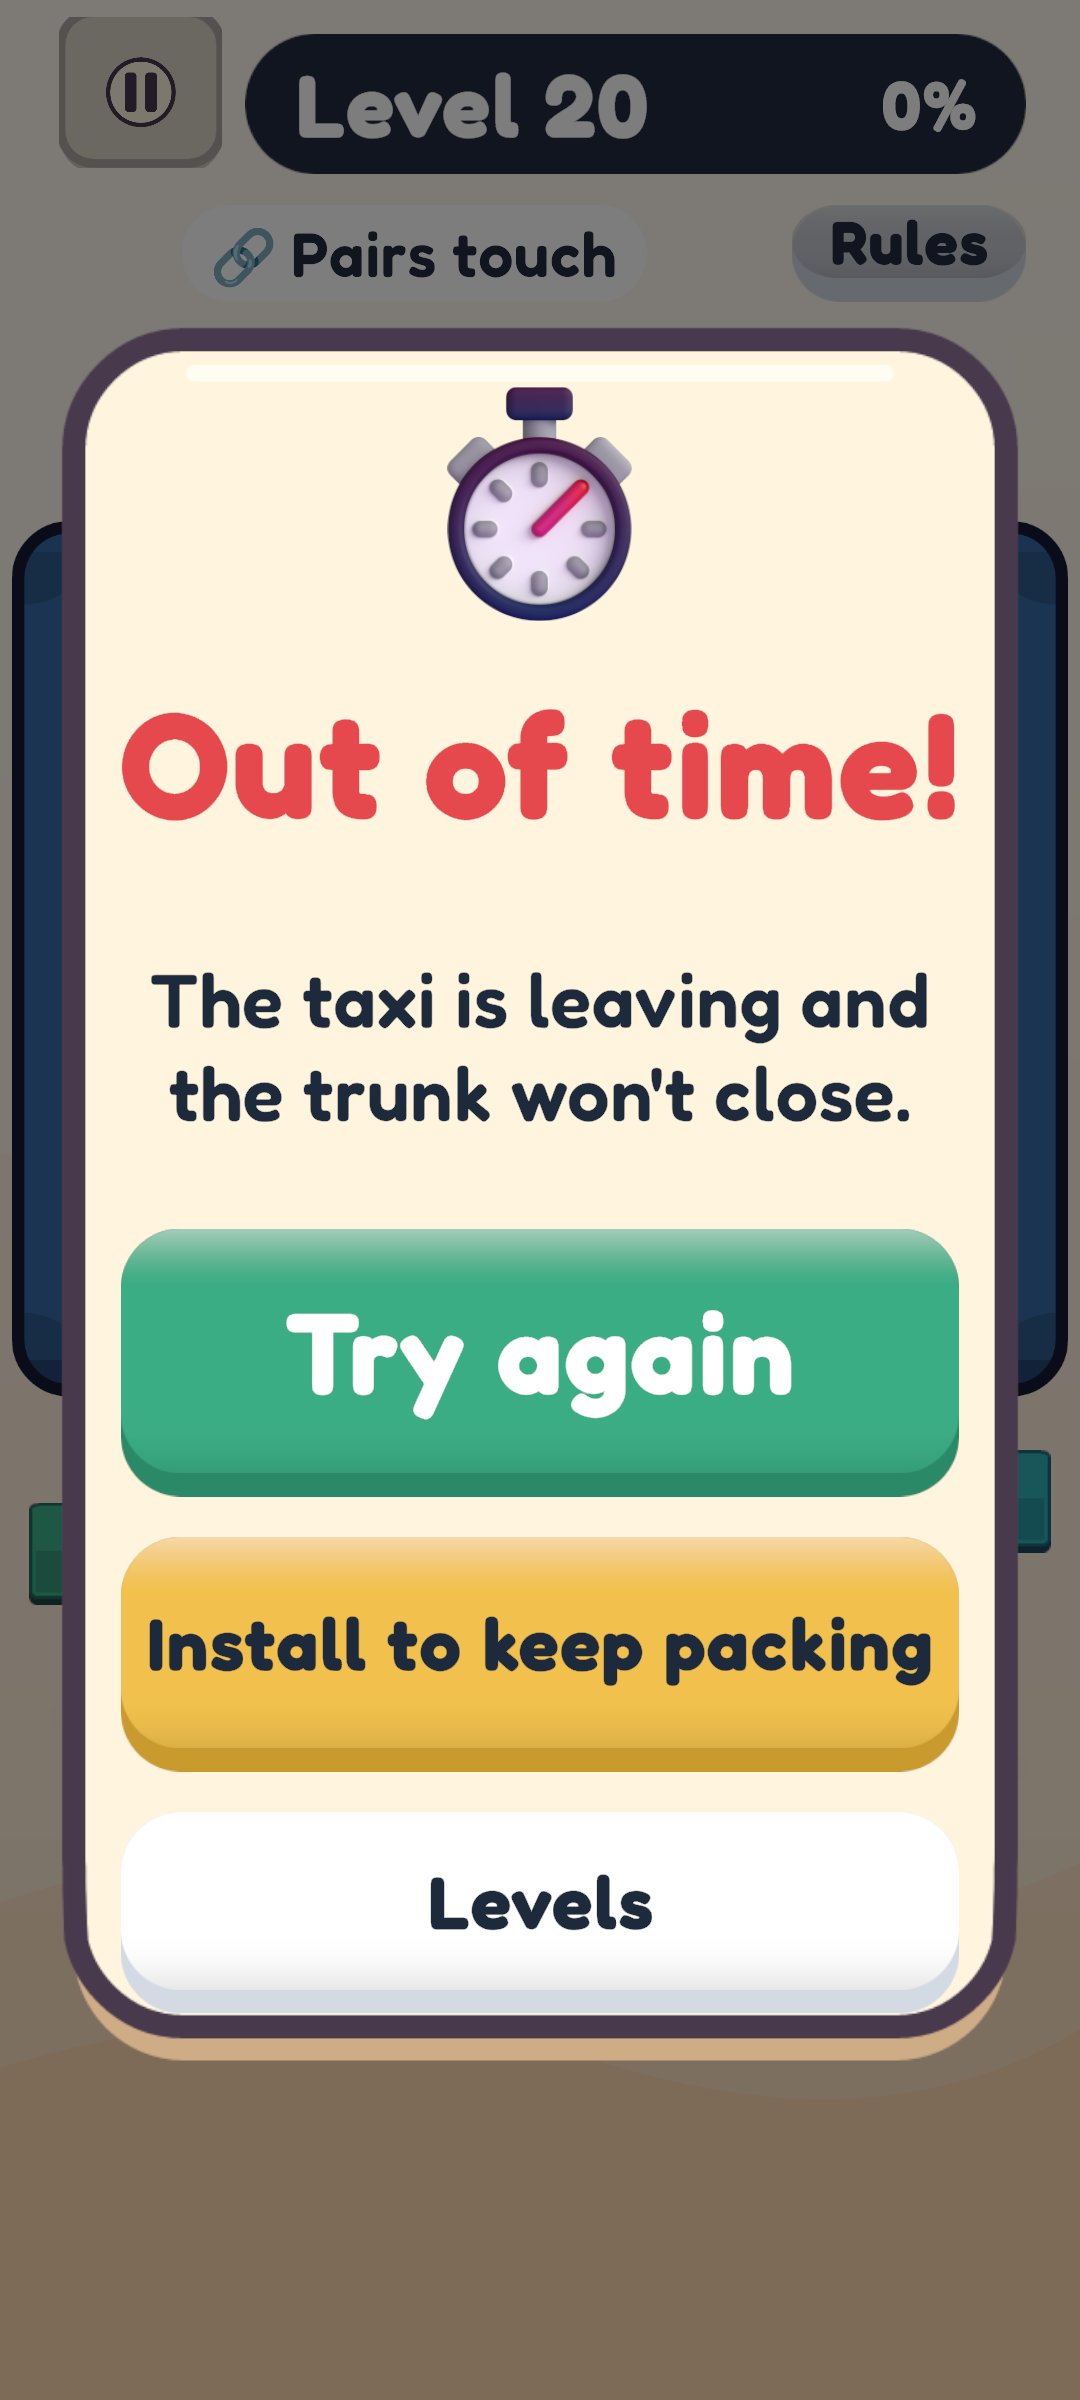 Level 20 0%
🔗 Pairs touch
Rules
Out of time!
The taxi is leaving and
the trunk won't close.
Try again
Install to keep packing
Levels